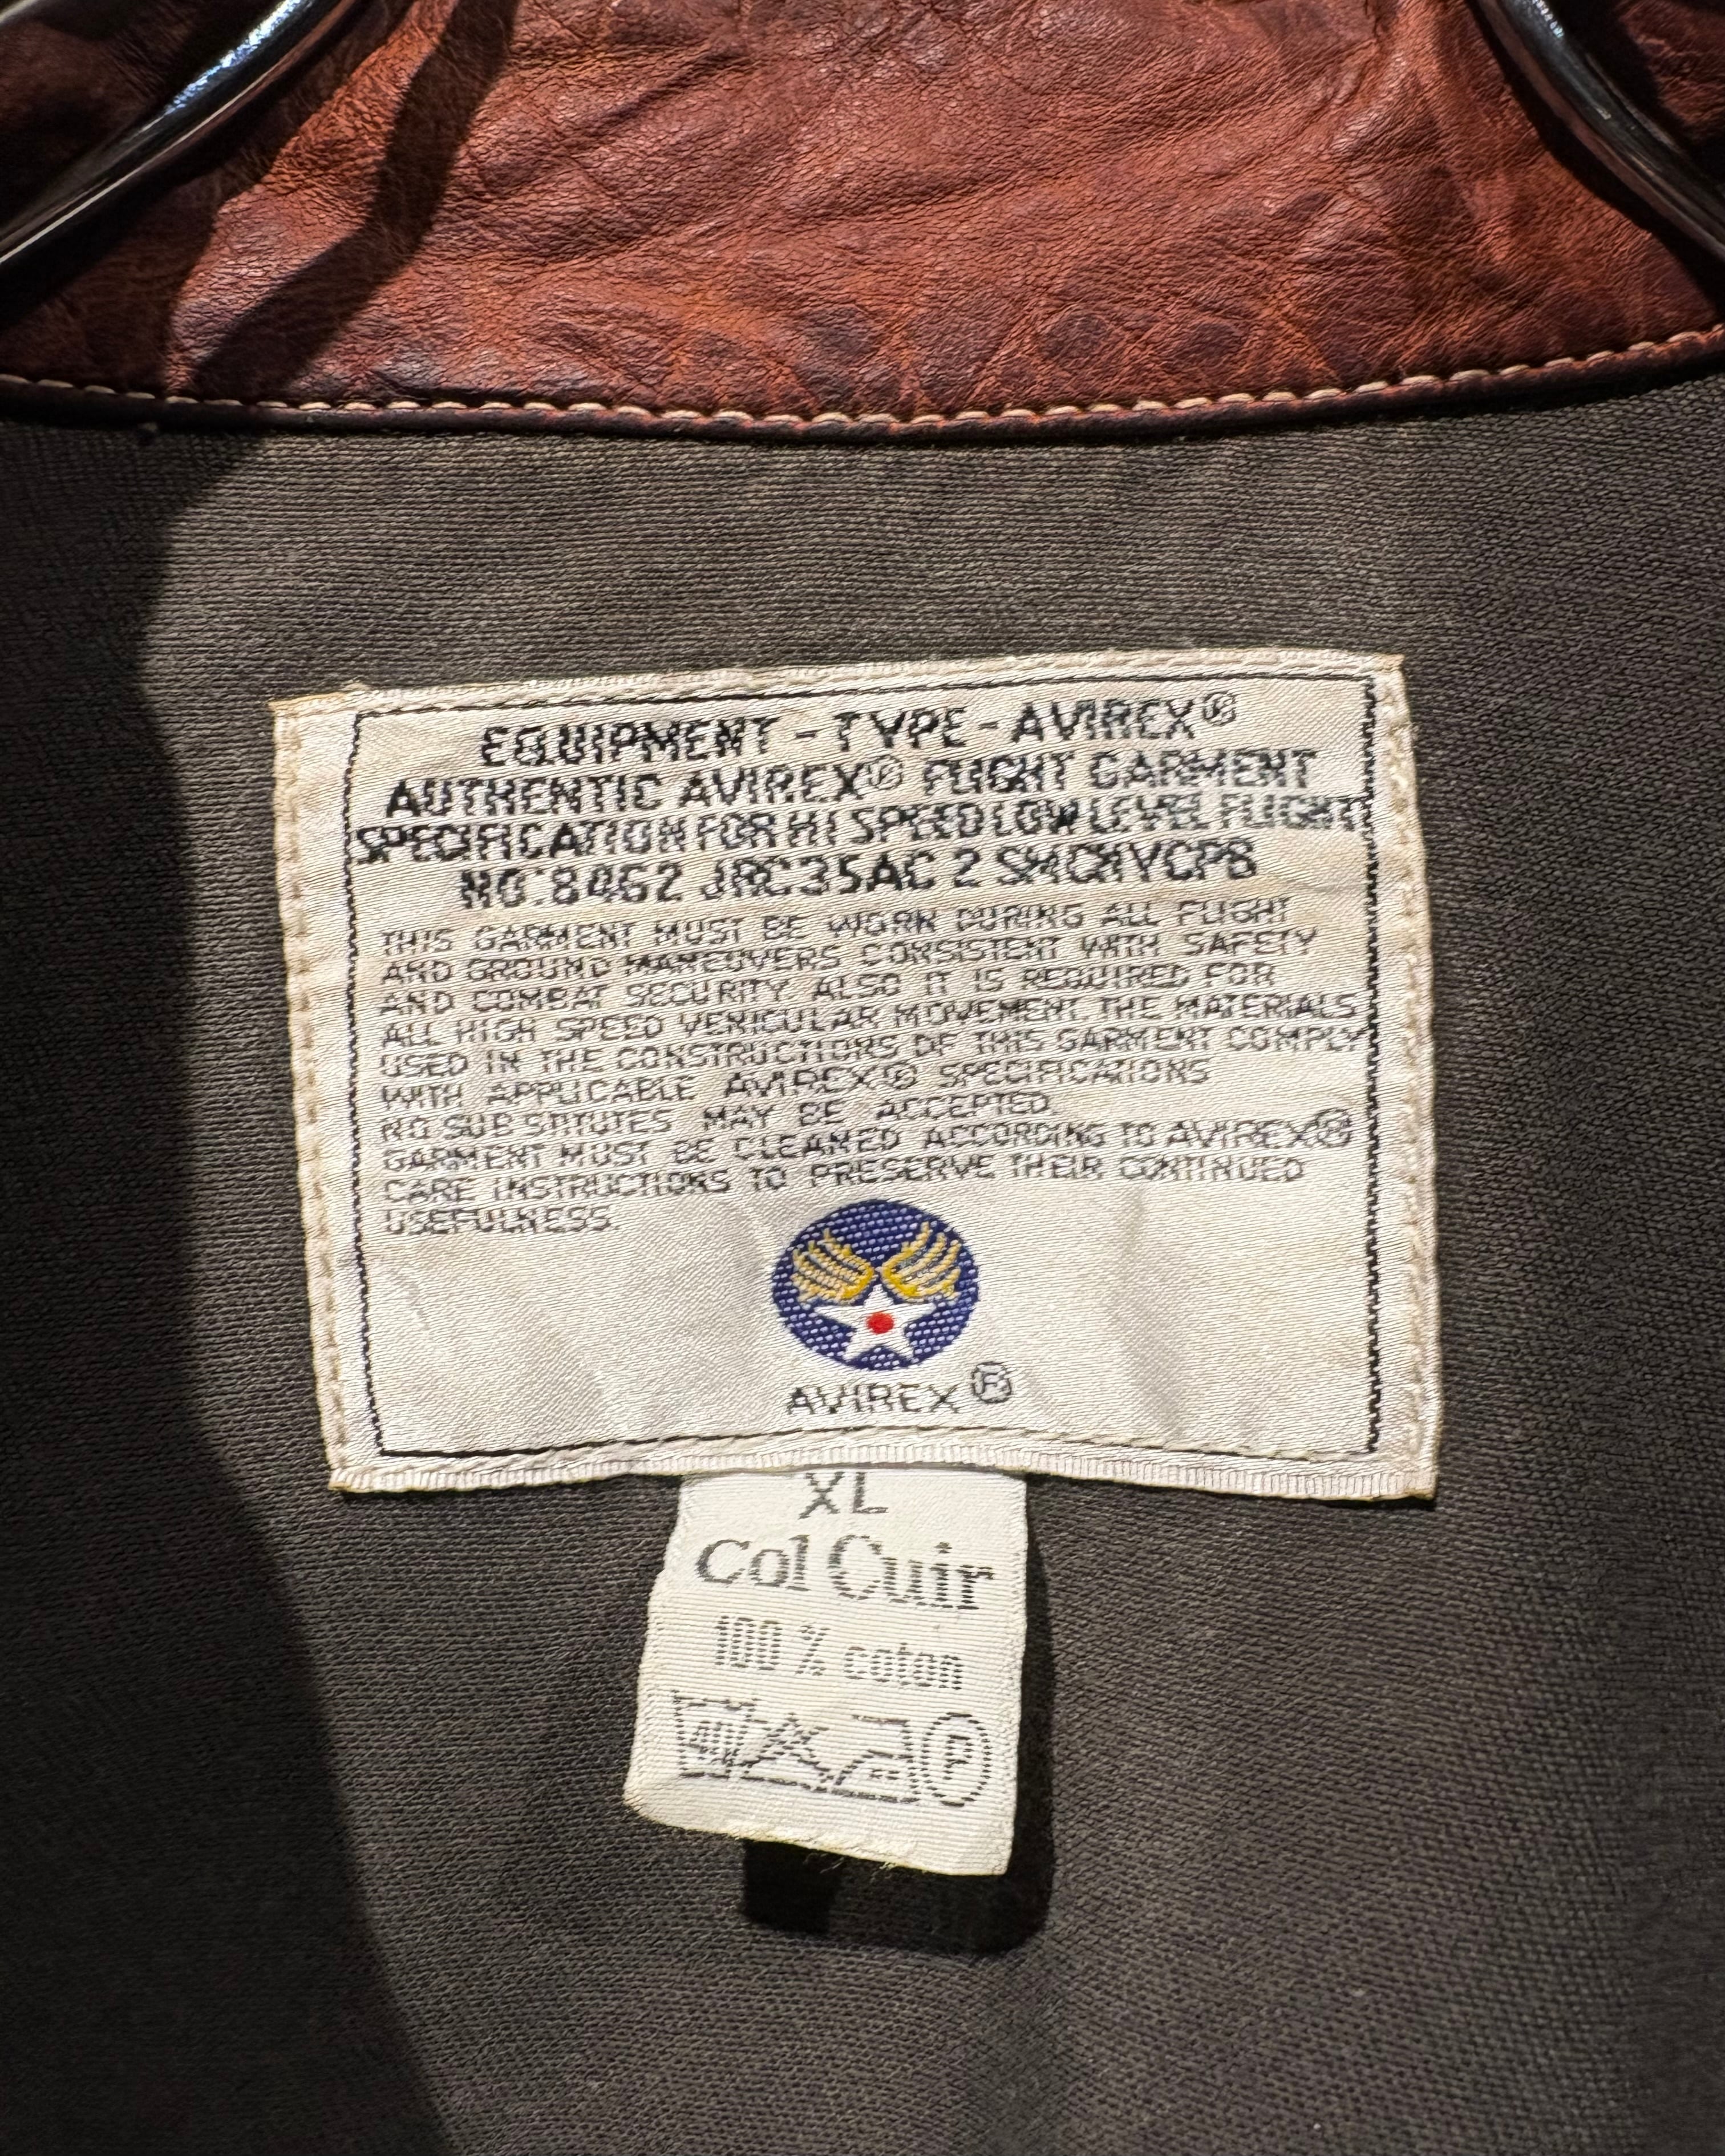 EQUIPMENT - TYPE - AVIREX®
AUTHENTIC AVIREX® FLIGHT GARMENT
SPECIFICATION FOR HI SPEED LOW LEVEL FLIGHT
NO. 8462 JRC35AC 2
THIS GARMENT MUST BE WORN DURING ALL FLIGHT
AND GROUND MANEUVERS CONSISTENT WITH SAFETY
AND COMBAT SECURITY. ALSO IT IS REQUIRED FOR
ALL HIGH SPEED VEHICULAR MOVEMENT. THE MATERIALS
USED IN THE CONSTRUCTIONS OF THIS GARMENT COMPLY
WITH APPLICABLE AVIREX® SPECIFICATIONS
NO SUBSTITUTES MAY BE ACCEPTED.
GARMENT MUST BE CLEANED ACCORDING TO AVIREX®
CARE INSTRUCTIONS TO PRESERVE THEIR CONTINUED
USEFULNESS.
AVIREX®
XL
Col Cuir
100 % coton
40 P